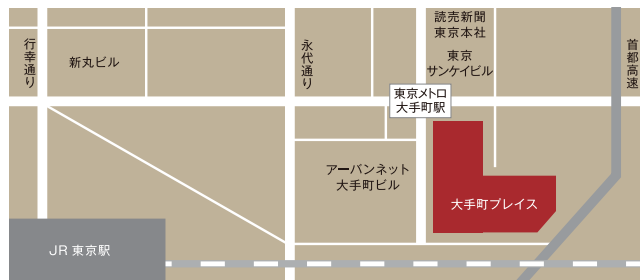 行幸通り
新丸ビル
永代通り
読売新聞
東京本社
東京
サンケイビル
首都高速
東京メトロ
大手町駅
アーバンネット
大手町ビル
大手町プレイス
JR 東京駅